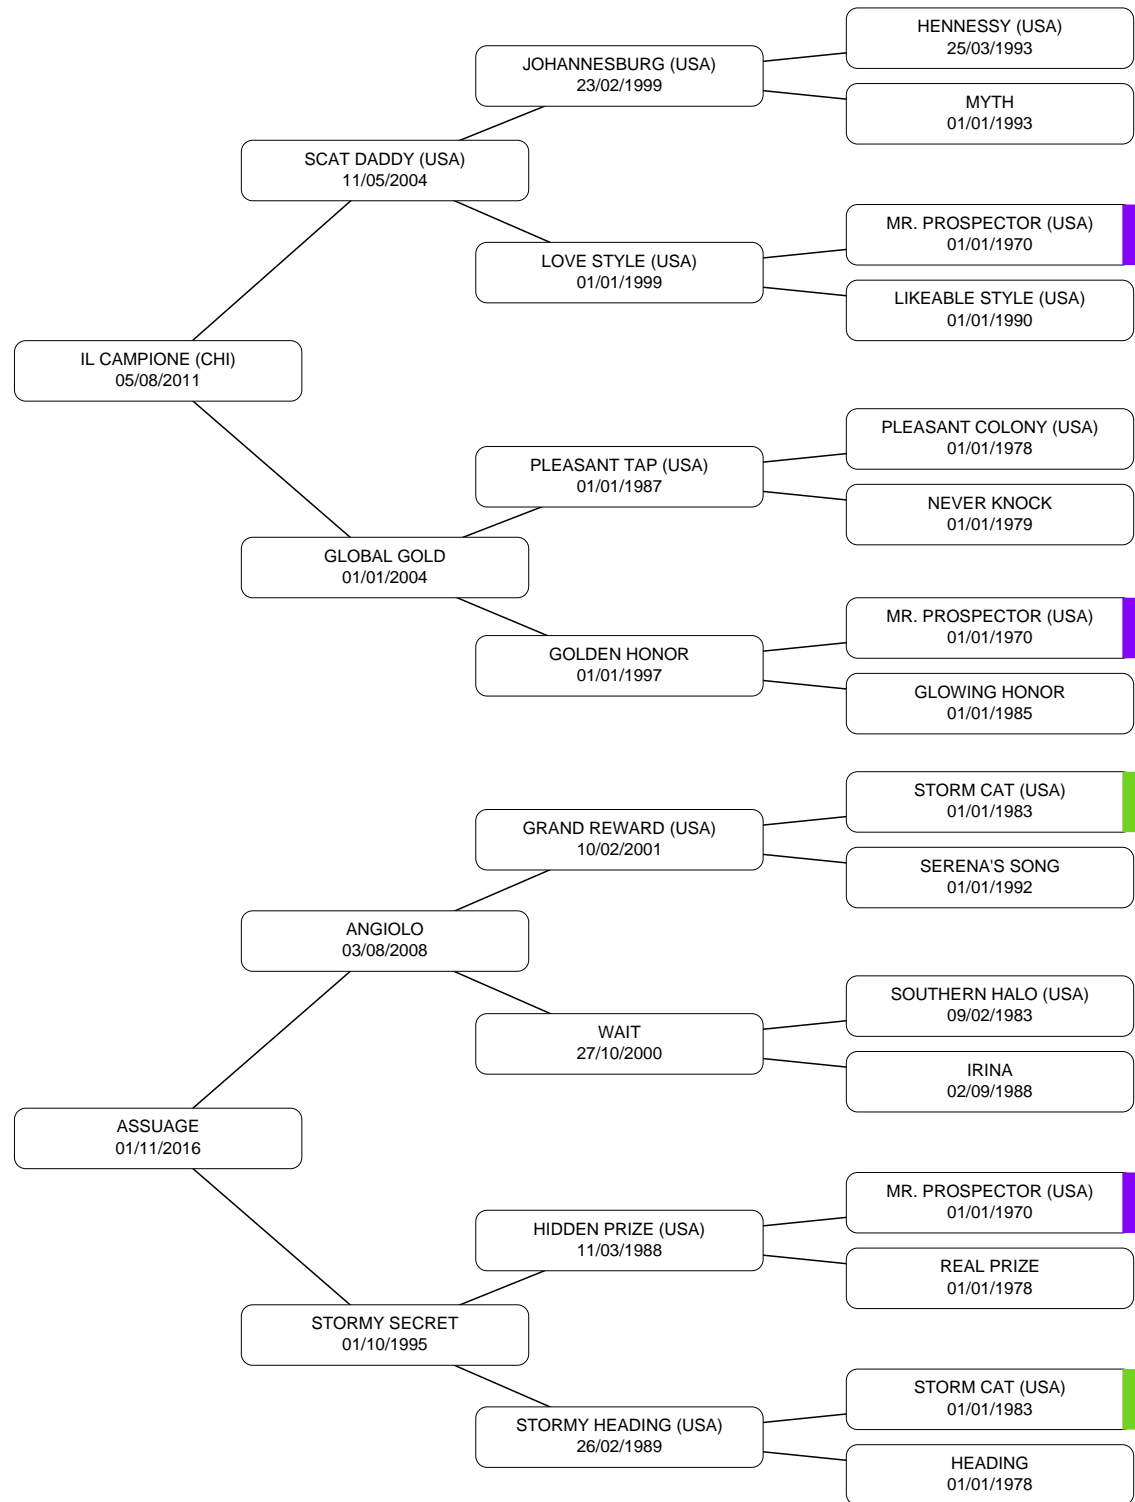 HENNESSY (USA)
25/03/1993
JOHANNESBURG (USA)
23/02/1999
MYTH
01/01/1993
SCAT DADDY (USA)
11/05/2004
MR. PROSPECTOR (USA)
01/01/1970
LOVE STYLE (USA)
01/01/1999
LIKEABLE STYLE (USA)
01/01/1990
IL CAMPIONE (CHI)
05/08/2011
PLEASANT COLONY (USA)
01/01/1978
PLEASANT TAP (USA)
01/01/1987
NEVER KNOCK
01/01/1979
GLOBAL GOLD
01/01/2004
MR. PROSPECTOR (USA)
01/01/1970
GOLDEN HONOR
01/01/1997
GLOWING HONOR
01/01/1985
STORM CAT (USA)
01/01/1983
GRAND REWARD (USA)
10/02/2001
SERENA'S SONG
01/01/1992
ANGIOLO
03/08/2008
SOUTHERN HALO (USA)
09/02/1983
WAIT
27/10/2000
IRINA
02/09/1988
ASSUAGE
01/11/2016
MR. PROSPECTOR (USA)
01/01/1970
HIDDEN PRIZE (USA)
11/03/1988
REAL PRIZE
01/01/1978
STORMY SECRET
01/10/1995
STORM CAT (USA)
01/01/1983
STORMY HEADING (USA)
26/02/1989
HEADING
01/01/1978